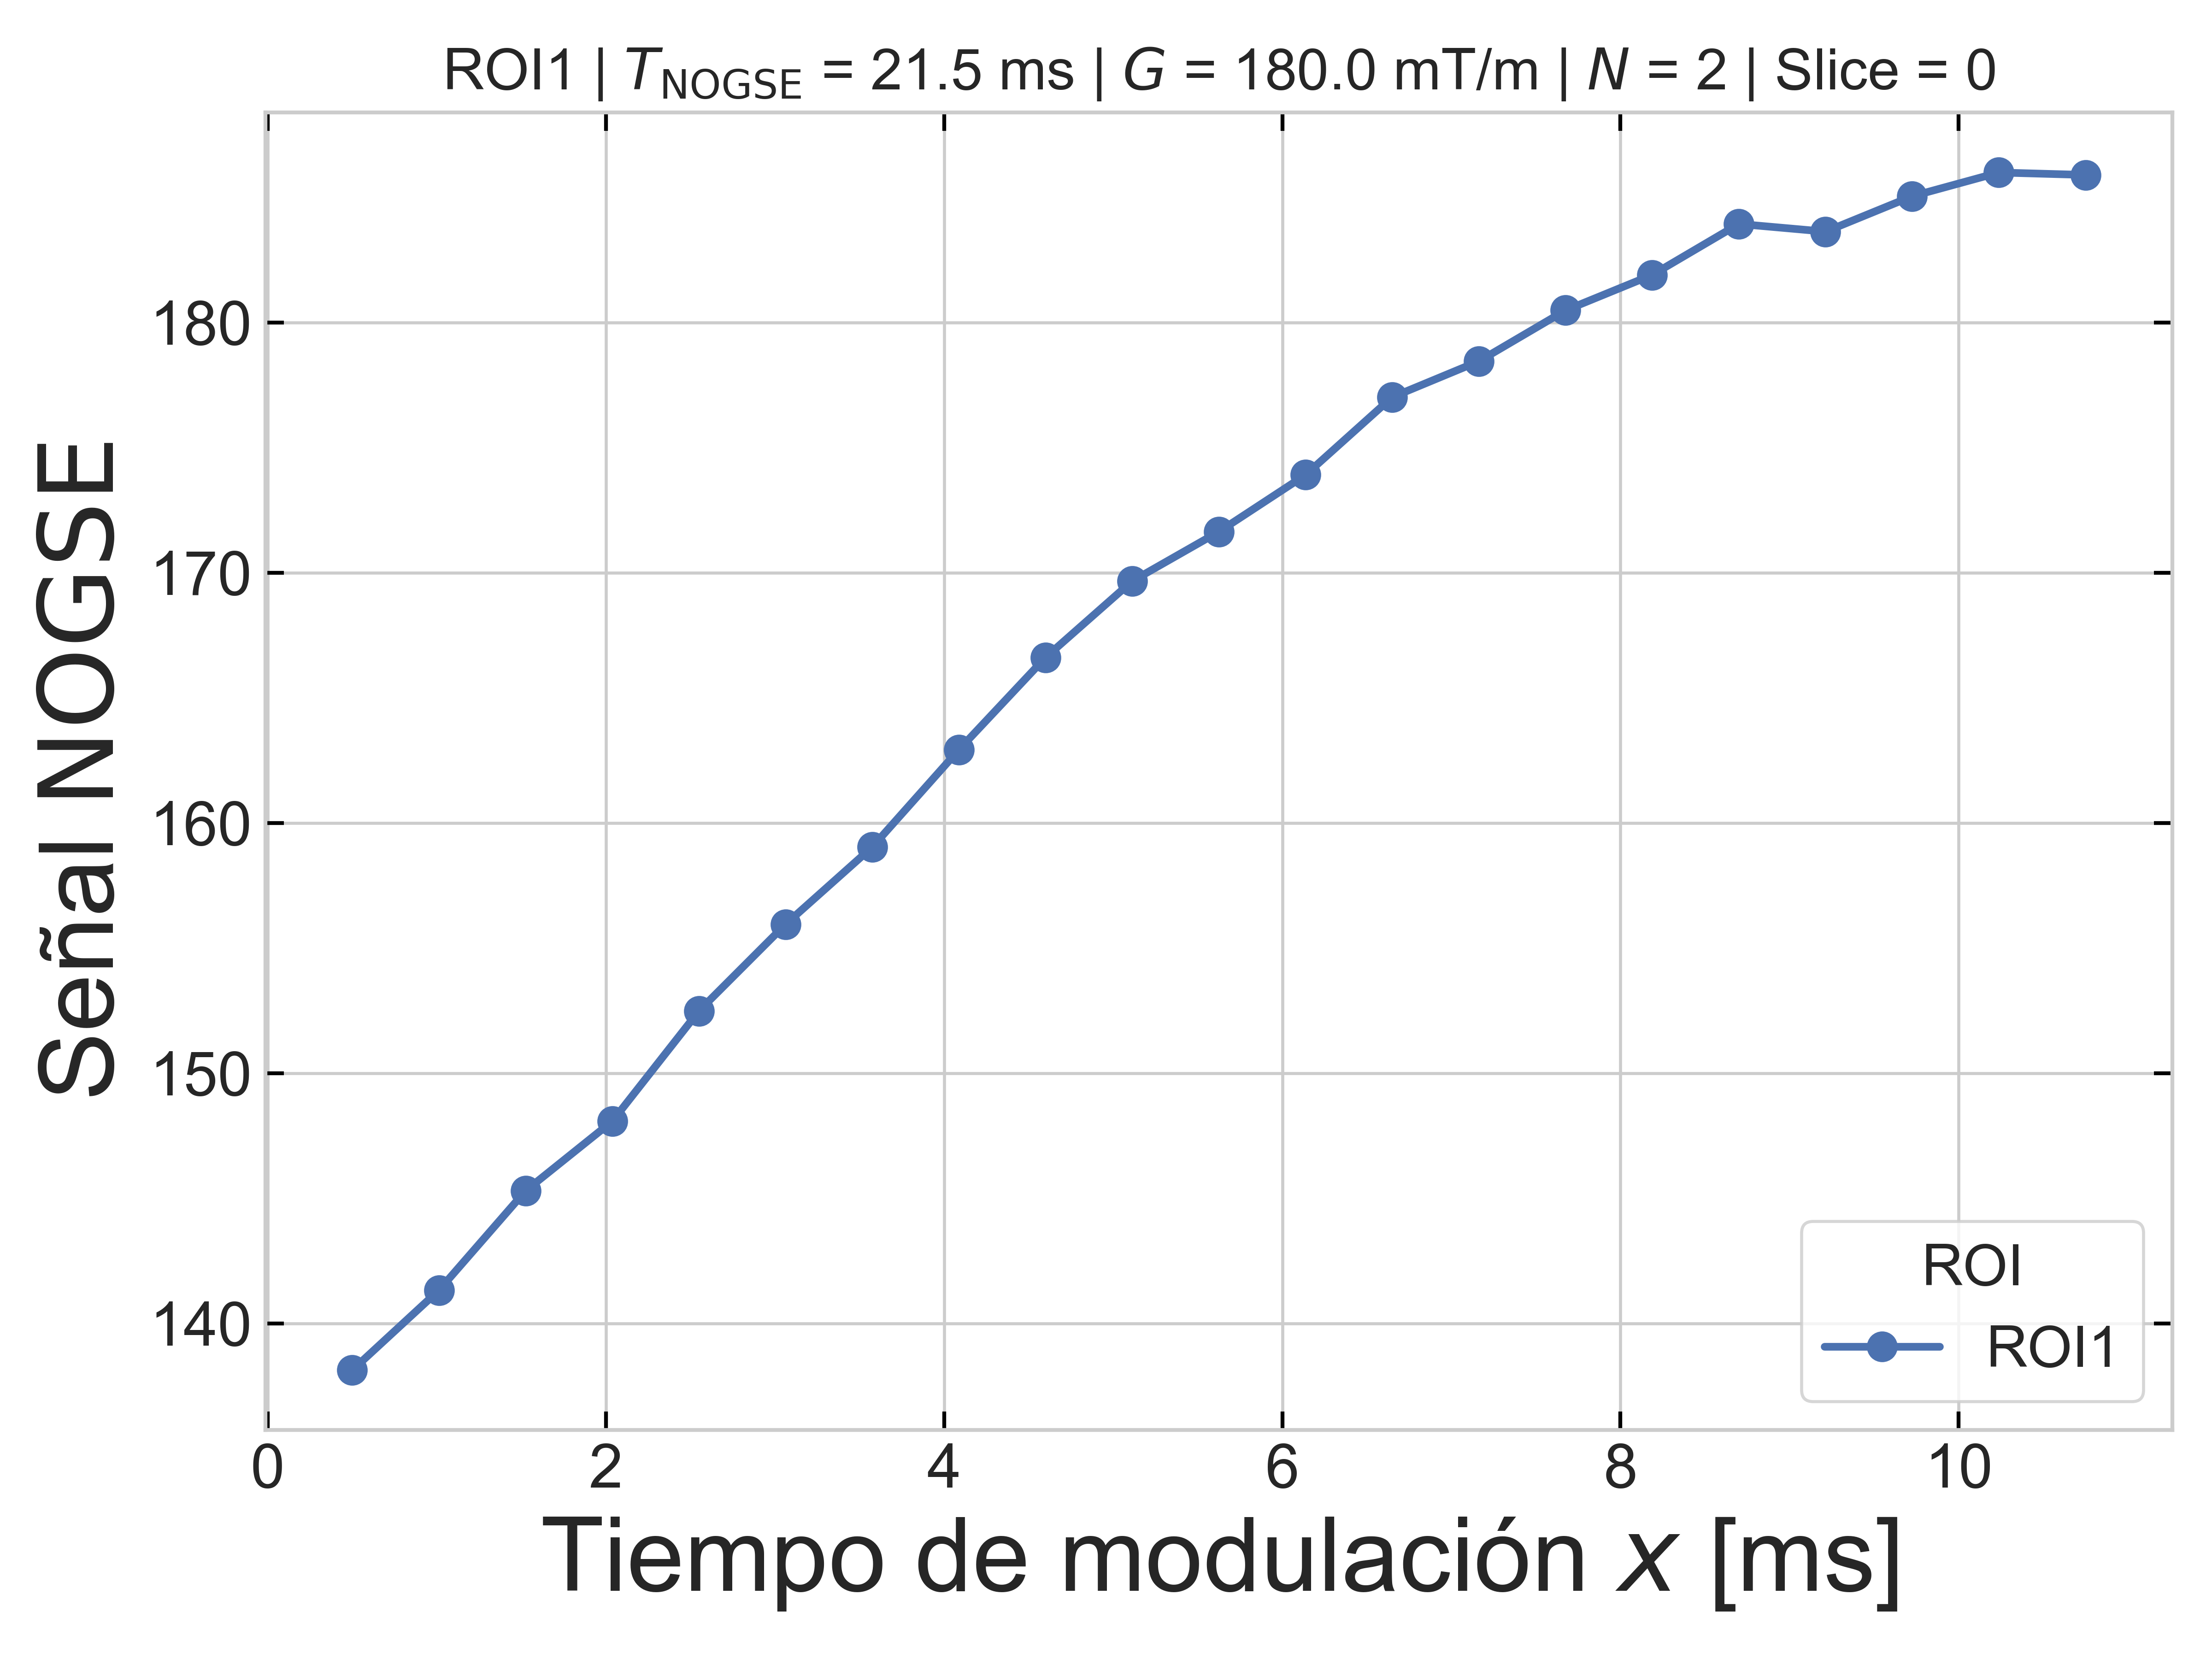 ROI1 | T_NOGSE = 21.5 ms | G = 180.0 mT/m | N = 2 | Slice = 0
Señal NOGSE
180
170
160
150
140
0 2 4 6 8 10
Tiempo de modulación x [ms]
ROI
ROI1